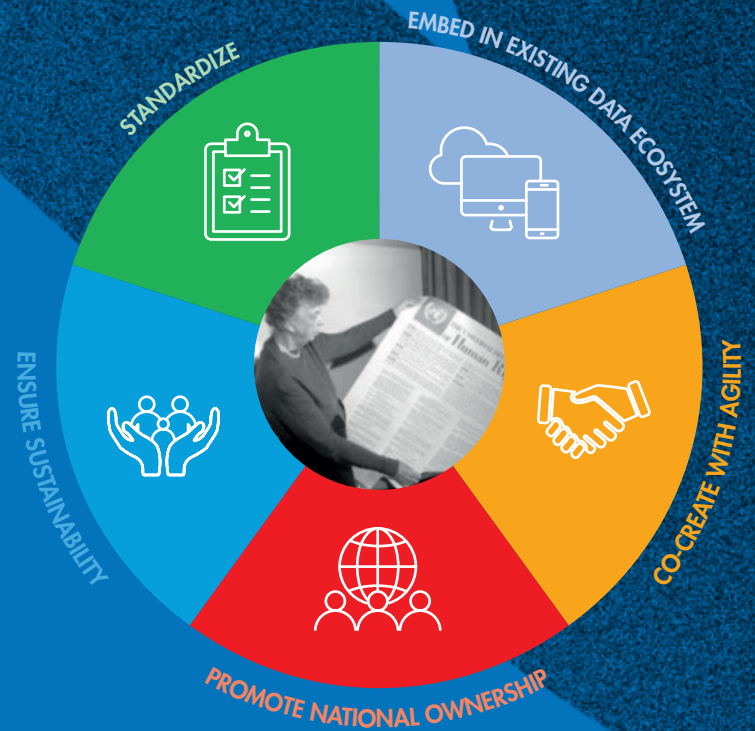 STANDARDIZE
EMBED IN EXISTING DATA ECOSYSTEM
CO-CREATE WITH AGILITY
PROMOTE NATIONAL OWNERSHIP
ENSURE SUSTAINABILITY
Human